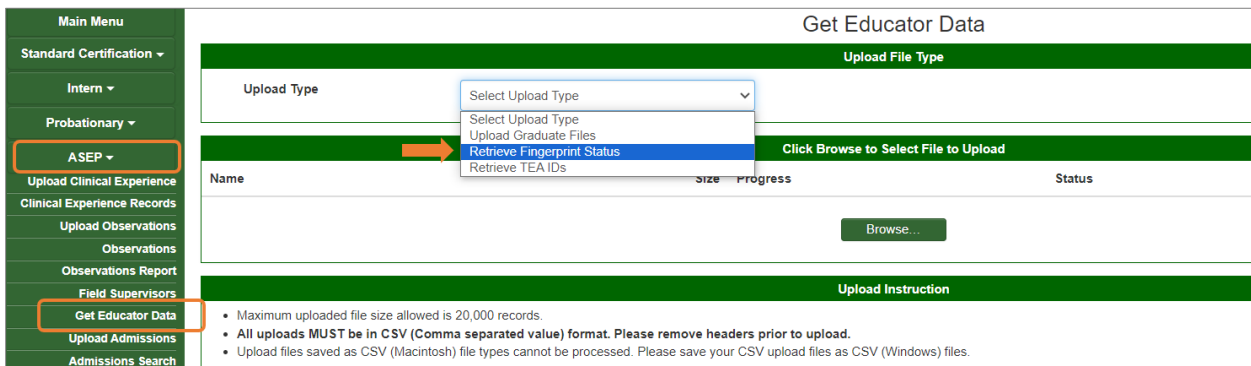 Main Menu
Standard Certification
Intern
Probationary
ASEP
Upload Clinical Experience
Clinical Experience Records
Upload Observations
Observations
Observations Report
Field Supervisors
Get Educator Data
Upload Admissions
Admissions Search
Get Educator Data
Upload File Type
Upload Type
Select Upload Type
Select Upload Type
Upload Graduate Files
Retrieve Fingerprint Status
Retrieve TEA IDs
Click Browse to Select File to Upload
Name Size Progress Status
Browse...
Upload Instruction
• Maximum uploaded file size allowed is 20,000 records.
• All uploads MUST be in CSV (Comma separated value) format. Please remove headers prior to upload.
• Upload files saved as CSV (Macintosh) file types cannot be processed. Please save your CSV upload files as CSV (Windows) files.